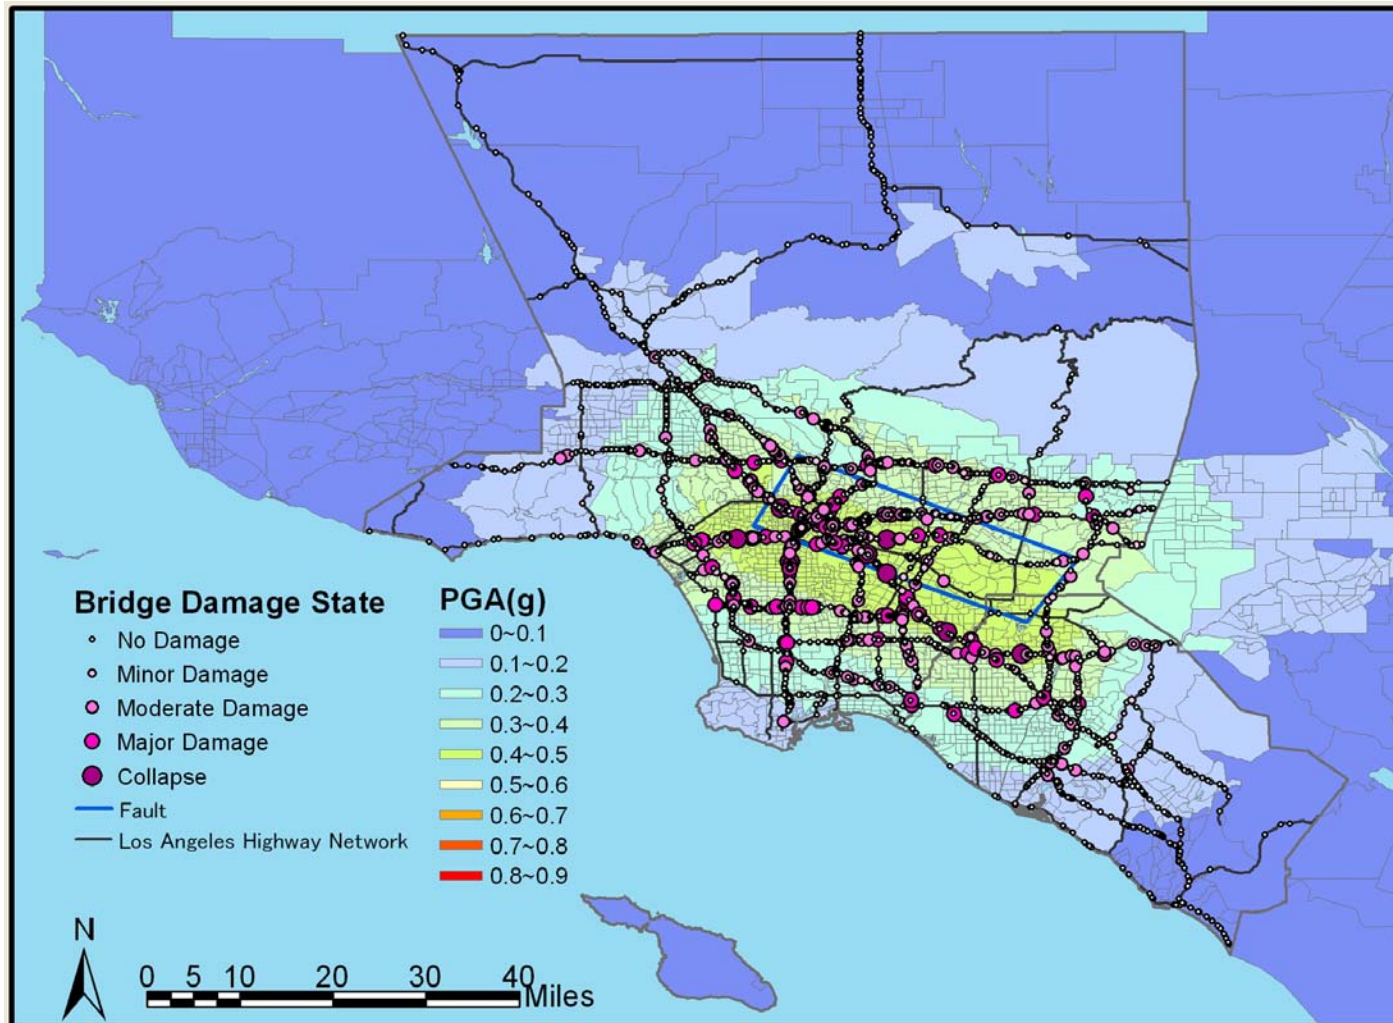 Bridge Damage State
No Damage
Minor Damage
Moderate Damage
Major Damage
Collapse
Fault
Los Angeles Highway Network
PGA(g)
0~0.1
0.1~0.2
0.2~0.3
0.3~0.4
0.4~0.5
0.5~0.6
0.6~0.7
0.7~0.8
0.8~0.9
N
0 5 10 20 30 40
Miles